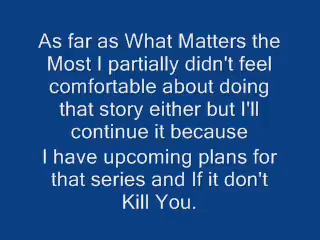 As far as What Matters the
Most I partially didn't feel
comfortable about doing
that story either but I'll
continue it because
I have upcoming plans for
that series and If it don't
Kill You.